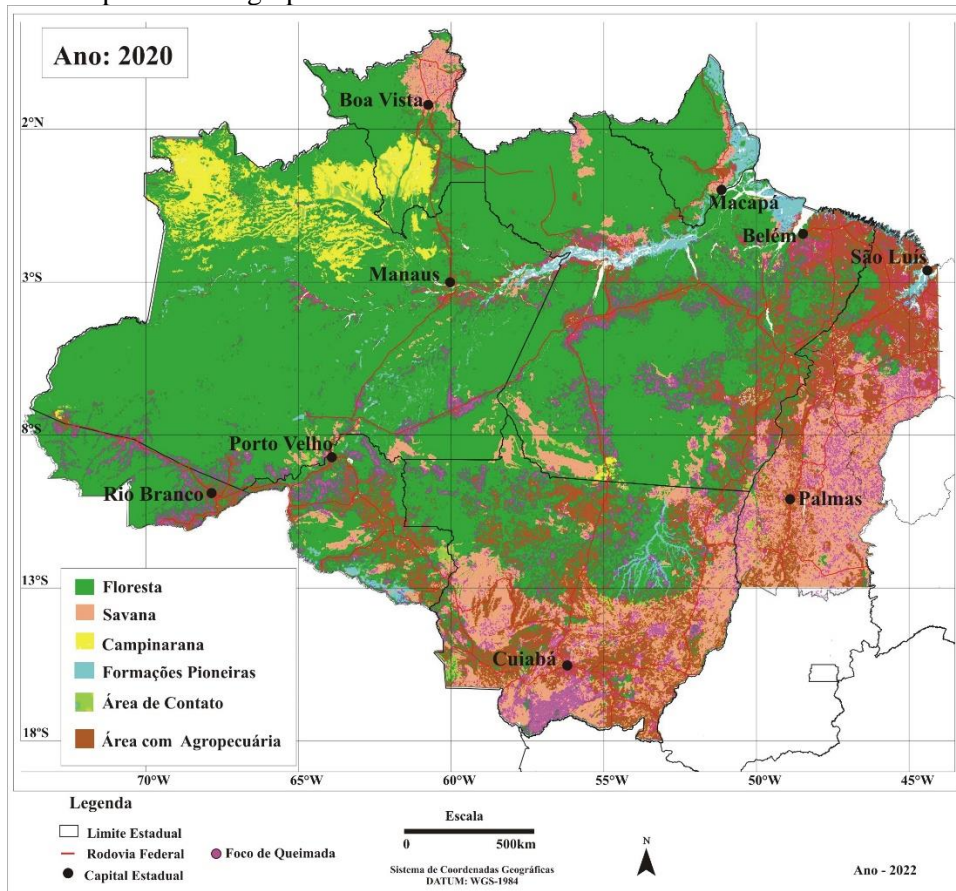 Ano: 2020
Boa Vista
2°N
Macapá
Belém
São Luís
Manaus
3°S
8°S
Porto Velho
Rio Branco
Palmas
13°S
Floresta
Savana
Campinarana
Cuiabá
Formações Pioneiras
Área de Contato
Área com Agropecuária
18°S
70°W 65°W 60°W 55°W 50°W 45°W
Legenda
Limite Estadual
Rodovia Federal
Foco de Queimada
Capital Estadual
Escala
0 500km
Sistema de Coordenadas Geográficas
DATUM: WGS-1984
N
Ano - 2022